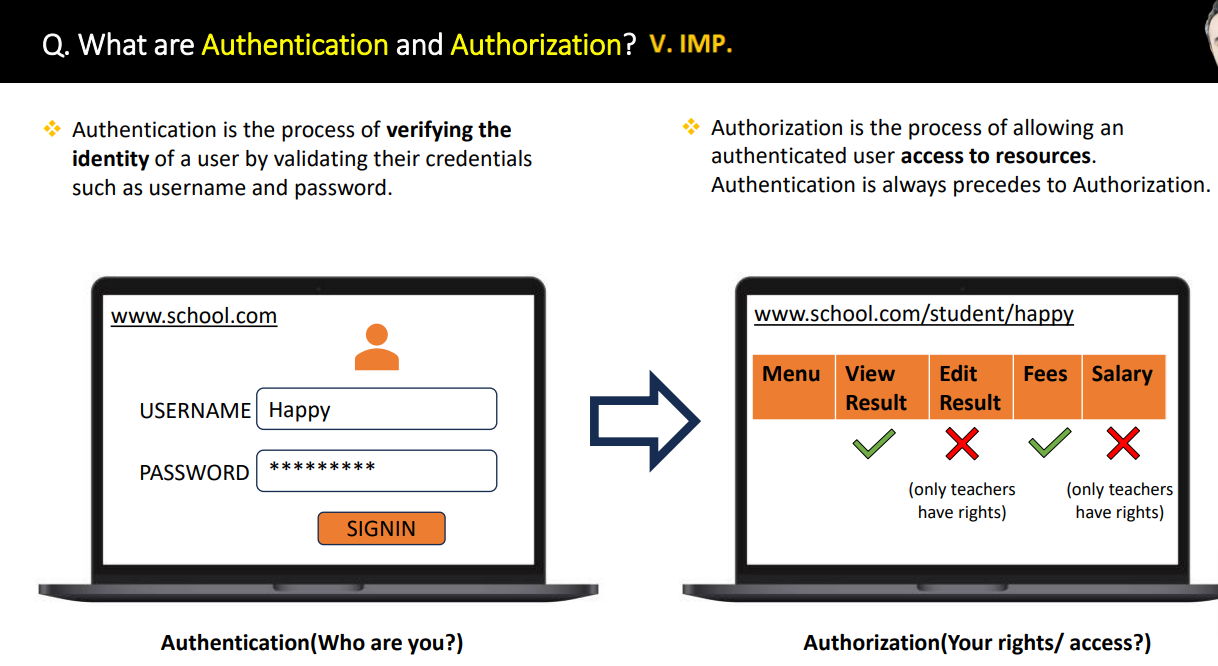 Q. What are Authentication and Authorization? V. IMP.
Authentication is the process of verifying the
identity of a user by validating their credentials
such as username and password.
Authorization is the process of allowing an
authenticated user access to resources.
Authentication is always precedes to Authorization.
www.school.com
USERNAME Happy
PASSWORD *********
SIGNIN
Authentication(Who are you?)
www.school.com/student/happy
Menu View Edit Fees Salary
Result Result
(only teachers (only teachers
have rights) have rights)
Authorization(Your rights/ access?)